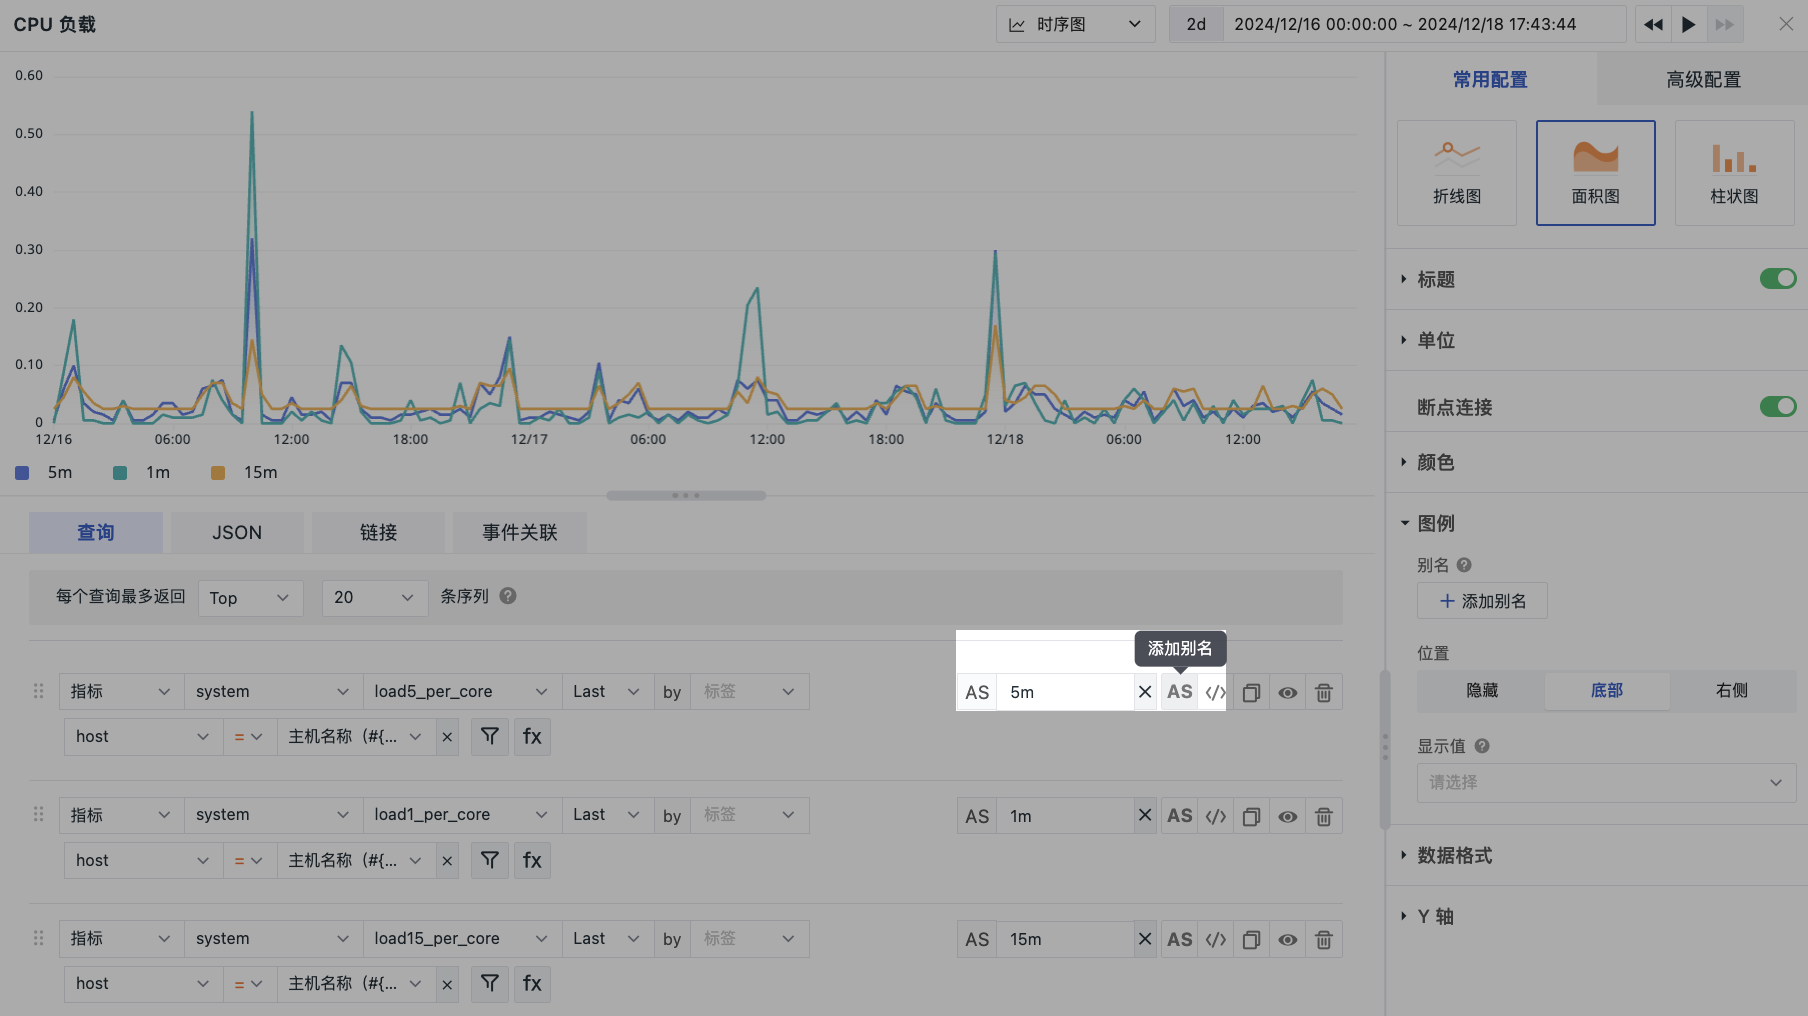 CPU 负载
时序图
2d
2024/12/16 00:00:00 ~ 2024/12/18 17:43:44
0.60
0.50
0.40
0.30
0.20
0.10
0
12/16 06:00 12:00 18:00 12/17 06:00 12:00 18:00 12/18 06:00 12:00
5m 1m 15m
查询 JSON 链接 事件关联
每个查询最多返回 Top 20 条序列 ?
添加别名
指标 system load5_per_core Last by 标签 AS 5m AS
host = 主机名称（#{... fx
指标 system load1_per_core Last by 标签 AS 1m AS
host = 主机名称（#{... fx
指标 system load15_per_core Last by 标签 AS 15m AS
host = 主机名称（#{... fx
常用配置 高级配置
折线图 面积图 柱状图
标题
单位
断点连接
颜色
图例
别名 ?
添加别名
位置
隐藏 底部 右侧
显示值 ?
请选择
数据格式
Y 轴